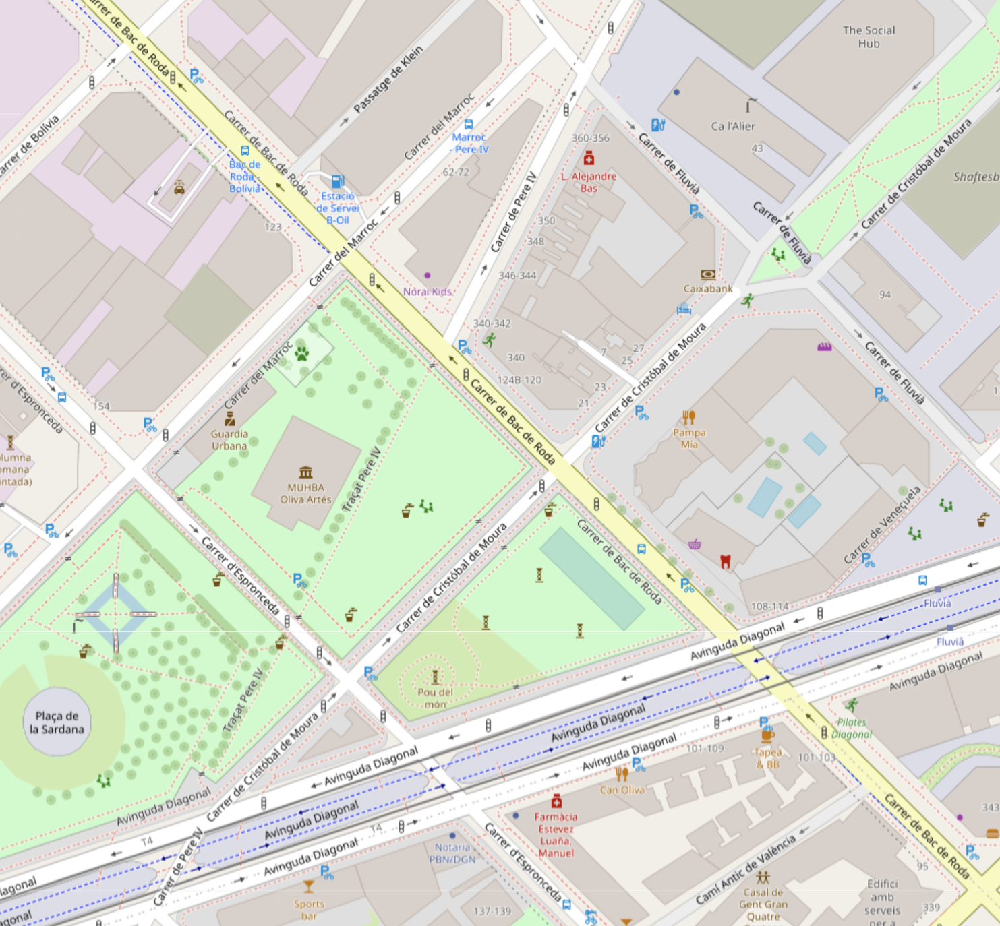 Carrer de Bac de Roda
The Social
Hub
Passatge de Klein
Carrer de Bolívia
Carrer de Bac de Roda
Carrer del Marroc
Marroc
- Pere IV
Ca l'Alier
43
360-356
L. Alejandre
Bas
Carrer de Fluvià
Carrer de Cristóbal de Moura
Bac de
Roda -
Bolívia
62-72
Estació
de Servei
B-Oil
Carrer de Pere IV
Carrer de Fluvià
123
350
348
Carrer del Marroc
346-344
Norai Kids
Caixabank
94
340-342
340
7
27
25
124B-120
23
21
Carrer de Cristóbal de Moura
Carrer de Fluvià
Carrer del Marroc
154
Guardia
Urbana
Carrer de Bac de Roda
Pampa
Mía
MUHBA
Oliva Artés
Traçat Pere IV
Carrer de Veneçuela
Carrer d'Espronceda
Carrer de Cristóbal de Moura
Carrer de Bac de Roda
108-114
Fluvià
Fluvià
Avinguda Diagonal
Avinguda Diagonal
Pou del
món
Traçat Pere IV
Plaça de
la Sardana
Avinguda Diagonal
Avinguda Diagonal
Avinguda Diagonal
101-109
Tapea
& BB
Pilates
Diagonal
101-103
Carrer de Cristóbal de Moura
Avinguda Diagonal
Can Oliva
Avinguda Diagonal
T4
T4
Avinguda Diagonal
Farmàcia
Estevez
Luaña,
Manuel
343
Carrer de Bac de Roda
Carrer de Pere IV
Notaria
PBN/DGN
Carrer d'Espronceda
Camí Antic de València
Sports
bar
137-139
Casal de
Gent Gran
Quatre
Edifici
amb
serveis
per a
95
339